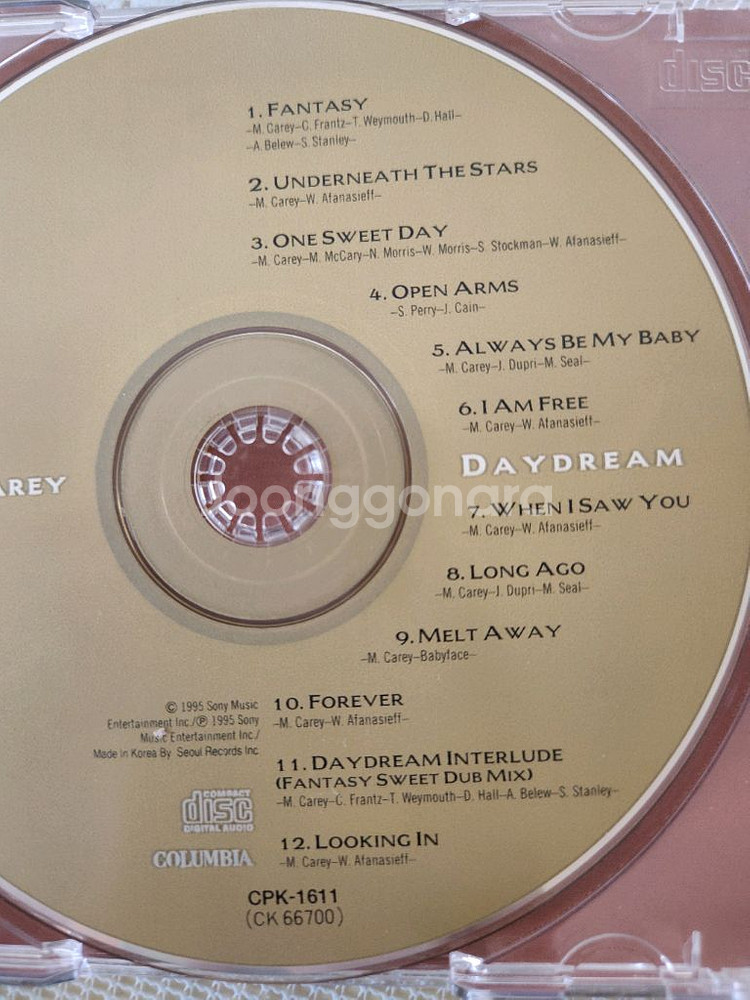 disc
1. FANTASY
–M. Carey–C. Frantz–T. Weymouth–D. Hall–
–A. Belew–S. Stanley–
2. UNDERNEATH THE STARS
–M. Carey–W. Afanasieff–
3. ONE SWEET DAY
–M. Carey–M. McCary–N. Morris–W. Morris–S. Stockman–W. Afanasieff–
4. OPEN ARMS
–S. Perry–J. Cain–
5. ALWAYS BE MY BABY
–M. Carey–J. Dupri–M. Seal–
6. I AM FREE
–M. Carey–W. Afanasieff–
DAYDREAM
AREY
joonggonara
7. WHEN I SAW YOU
–M. Carey–W. Afanasieff–
8. LONG AGO
–M. Carey–J. Dupri–M. Seal–
9. MELT AWAY
–M. Carey–Babyface–
10. FOREVER
–M. Carey–W. Afanasieff–
© 1995 Sony Music
Entertainment Inc./℗ 1995 Sony
Music Entertainment Inc./
Made in Korea By Seoul Records Inc
11. DAYDREAM INTERLUDE
(FANTASY SWEET DUB MIX)
–M. Carey–C. Frantz–T. Weymouth–D. Hall–A. Belew–S. Stanley–
COMPACT
disc
DIGITAL AUDIO
12. LOOKING IN
–M. Carey–W. Afanasieff–
COLUMBIA
CPK-1611
(CK 66700)